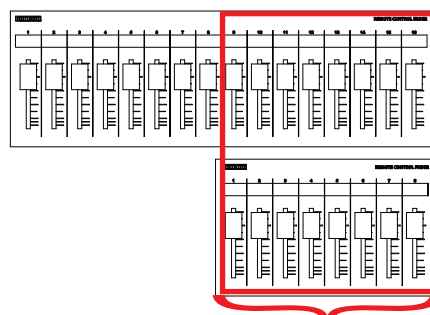 REMOTE CONTROL FADER
1 2 3 4 5 6 7 8 9 10 11 12 13 14 15 16
REMOTE CONTROL FADER
1 2 3 4 5 6 7 8